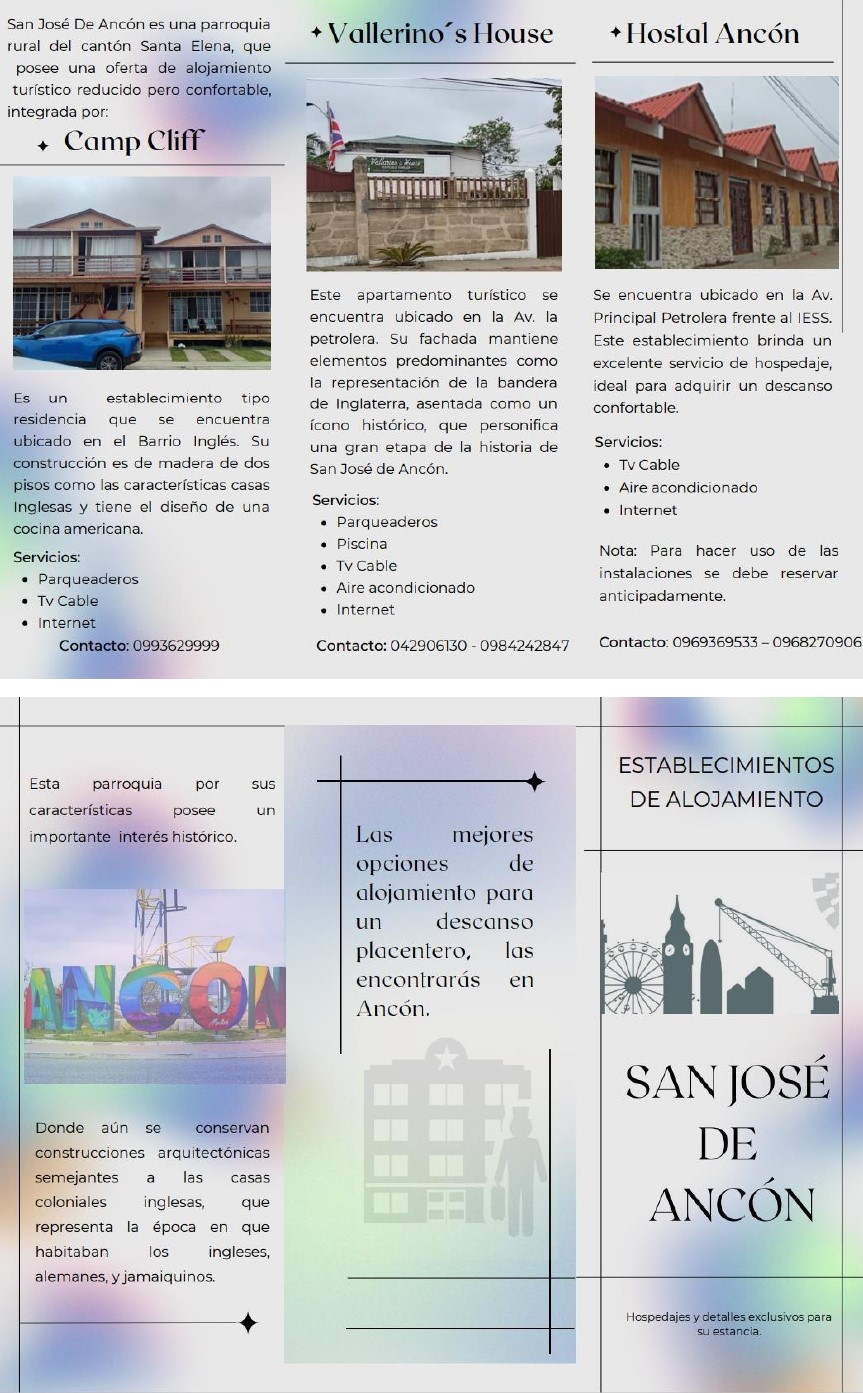 San José De Ancón es una parroquia
rural del cantón Santa Elena, que
posee una oferta de alojamiento
turístico reducido pero confortable,
integrada por:
Camp Cliff
Es un establecimiento tipo
residencia que se encuentra
ubicado en el Barrio Inglés. Su
construcción es de madera de dos
pisos como las características casas
Inglesas y tiene el diseño de una
cocina americana.
Servicios:
• Parqueaderos
• Tv Cable
• Internet
Contacto: 0993629999
Vallerino´s House
Vallerino's House
Este apartamento turístico se
encuentra ubicado en la Av. la
petrolera. Su fachada mantiene
elementos predominantes como
la representación de la bandera
de Inglaterra, asentada como un
ícono histórico, que personifica
una gran etapa de la historia de
San José de Ancón.
Servicios:
• Parqueaderos
• Piscina
• Tv Cable
• Aire acondicionado
• Internet
Contacto: 042906130 - 0984242847
Hostal Ancón
Se encuentra ubicado en la Av.
Principal Petrolera frente al IESS.
Este establecimiento brinda un
excelente servicio de hospedaje,
ideal para adquirir un descanso
confortable.
Servicios:
• Tv Cable
• Aire acondicionado
• Internet
Nota: Para hacer uso de las
instalaciones se debe reservar
anticipadamente.
Contacto: 0969369533 – 0968270906
Esta parroquia por sus
características posee un
importante interés histórico.
ANCÓN
Donde aún se conservan
construcciones arquitectónicas
semejantes a las casas
coloniales inglesas, que
representa la época en que
habitaban los ingleses,
alemanes, y jamaiquinos.
Las mejores
opciones de
alojamiento para
un descanso
placentero, las
encontrarás en
Ancón.
ESTABLECIMIENTOS
DE ALOJAMIENTO
SAN JOSÉ
DE
ANCÓN
Hospedajes y detalles exclusivos para
su estancia.